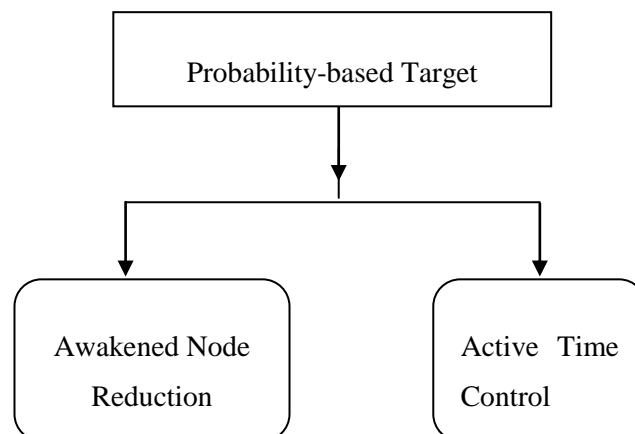 Probability-based Target
Awakened Node
Reduction
Active Time
Control